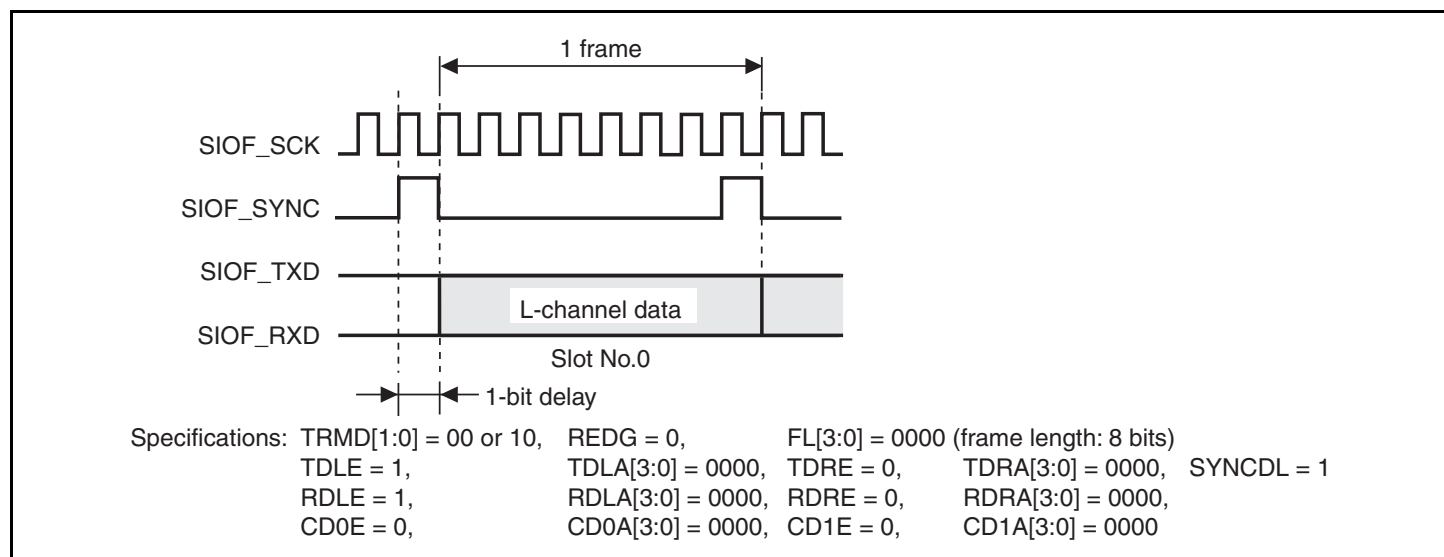 1 frame
SIOF_SCK
SIOF_SYNC
SIOF_TXD
L-channel data
SIOF_RXD
Slot No.0
1-bit delay
Specifications: TRMD[1:0] = 00 or 10, REDG = 0, FL[3:0] = 0000 (frame length: 8 bits)
TDLE = 1, TDLA[3:0] = 0000, TDRE = 0, TDRA[3:0] = 0000, SYNCDL = 1
RDLE = 1, RDLA[3:0] = 0000, RDRE = 0, RDRA[3:0] = 0000,
CD0E = 0, CD0A[3:0] = 0000, CD1E = 0, CD1A[3:0] = 0000